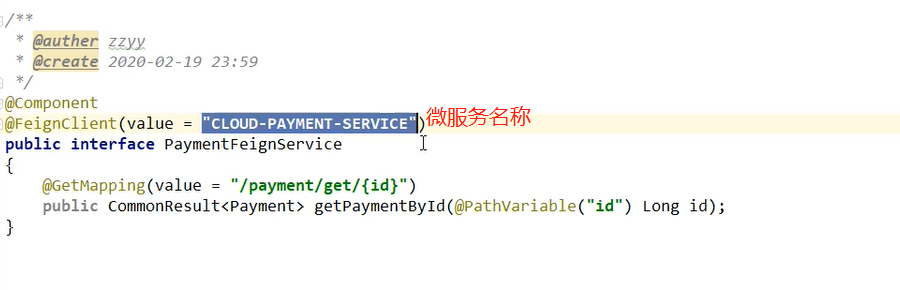 /**
* @auther zzyy
* @create 2020-02-19 23:59
*/
@Component
@FeignClient(value = "CLOUD-PAYMENT-SERVICE") 微服务名称
public interface PaymentFeignService
{
@GetMapping(value = "/payment/get/{id}")
public CommonResult<Payment> getPaymentById(@PathVariable("id") Long id);
}